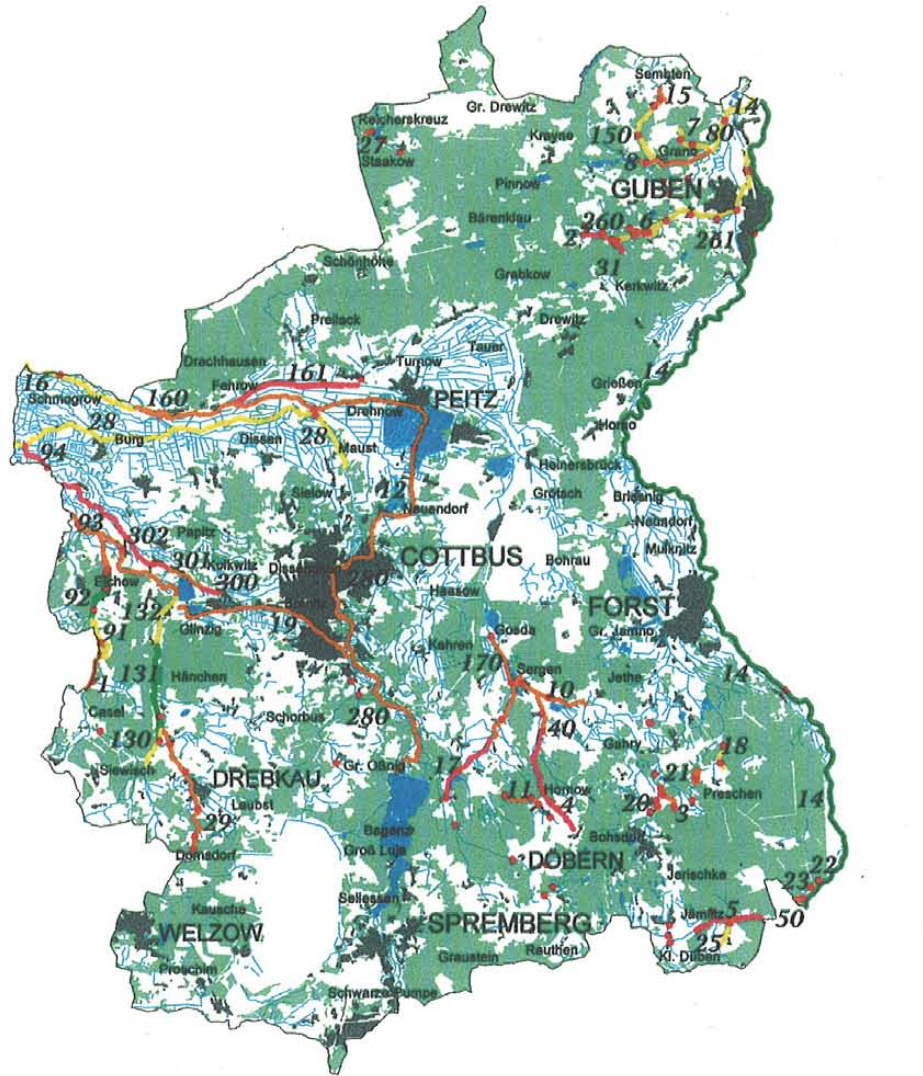 Sembten
15
Gr. Drewitz
14
Reicherskreuz
27
Staakow
Krayne
150
7
80
8
Grano
Pinnow
GUBEN
Bärenklau
260
6
2
261
31
Schönhöhe
Grabkow
Kerkwitz
Preilack
Drewitz
Tauer
Drachhausen
Turnow
161
14
16
Fehrow
Grießen
Schmogrow
160
PEITZ
28
Drehnow
Horno
Burg
Dissen
28
94
Maust
Heinersbrück
Sielow
12
Grötsch
Briesnig
Neuendorf
93
Naundorf
302
Papitz
Mulknitz
301
Kolkwitz
COTTBUS
Bohrau
300
280
Eichow
Haasow
92
132
FORST
19
91
Glinzig
Gosda
Gr. Jamno
Kahren
131
170
Sergen
Hänchen
Jethe
14
1
10
Casel
Schorbus
280
40
130
Gahry
18
Siewisch
Gr. Oßnig
17
21
DREBKAU
11
Hornow
Preschen
Laubst
20
14
29
4
3
Bagenz
Bohsdorf
Domsdorf
Groß Luja
DÖBERN
Jerischke
22
23
Sellessen
Kausche
Jämlitz
5
50
WELZOW
SPREMBERG
25
Graustein
Rauthen
Kl. Düben
Proschim
Schwarze Pumpe